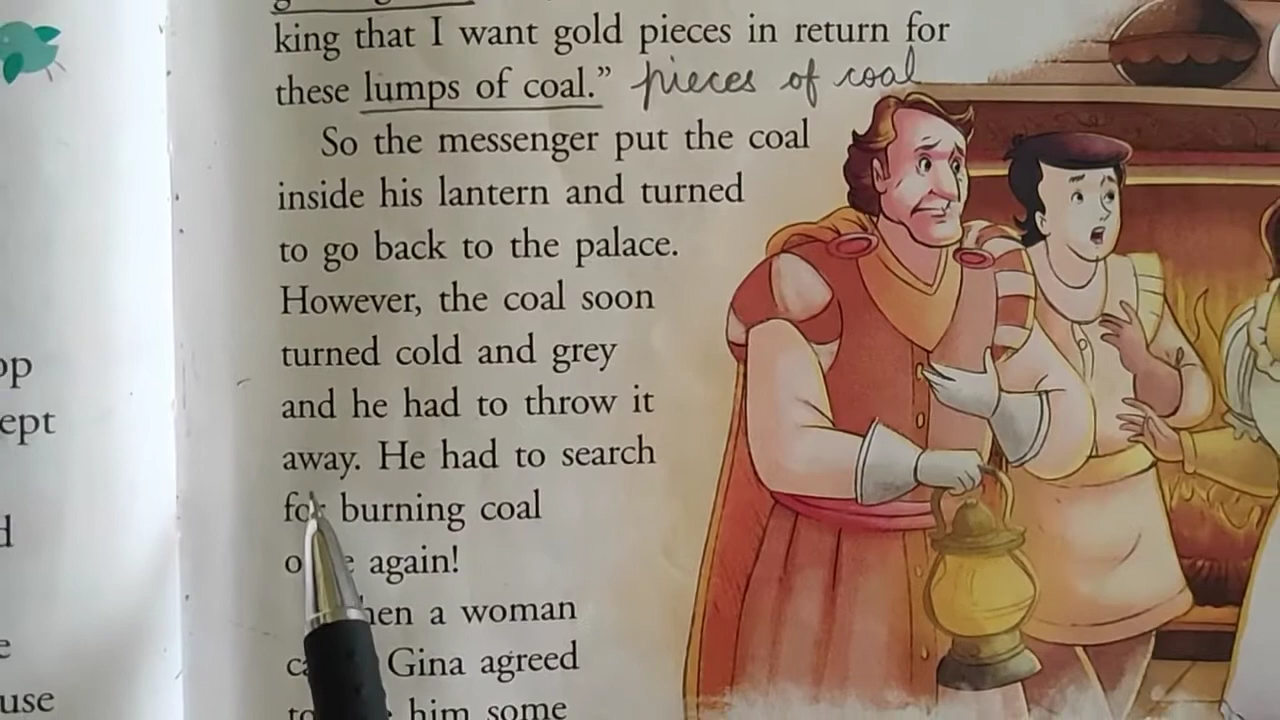 king that I want gold pieces in return for
these lumps of coal." pieces of coal
So the messenger put the coal
inside his lantern and turned
to go back to the palace.
However, the coal soon
turned cold and grey
and he had to throw it
away. He had to search
for burning coal
again!
a woman
Gina agreed
him some